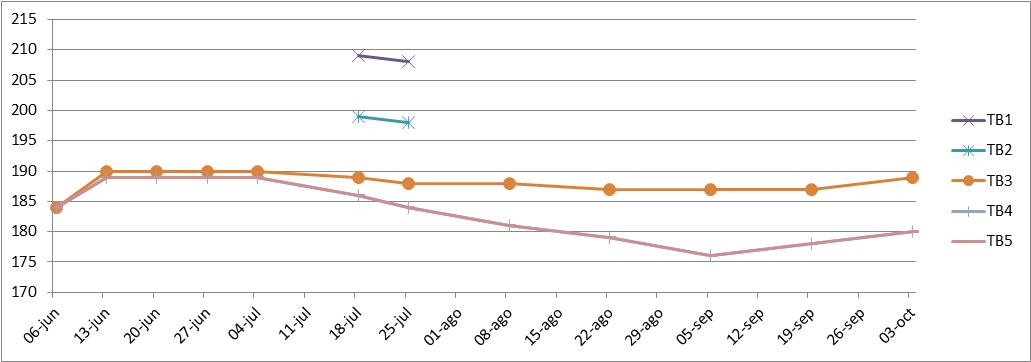 215
210
205
200
195
190
185
180
175
170
06-jun
13-jun
20-jun
27-jun
04-jul
11-jul
18-jul
25-jul
01-ago
08-ago
15-ago
22-ago
29-ago
05-sep
12-sep
19-sep
26-sep
03-oct
TB1
TB2
TB3
TB4
TB5